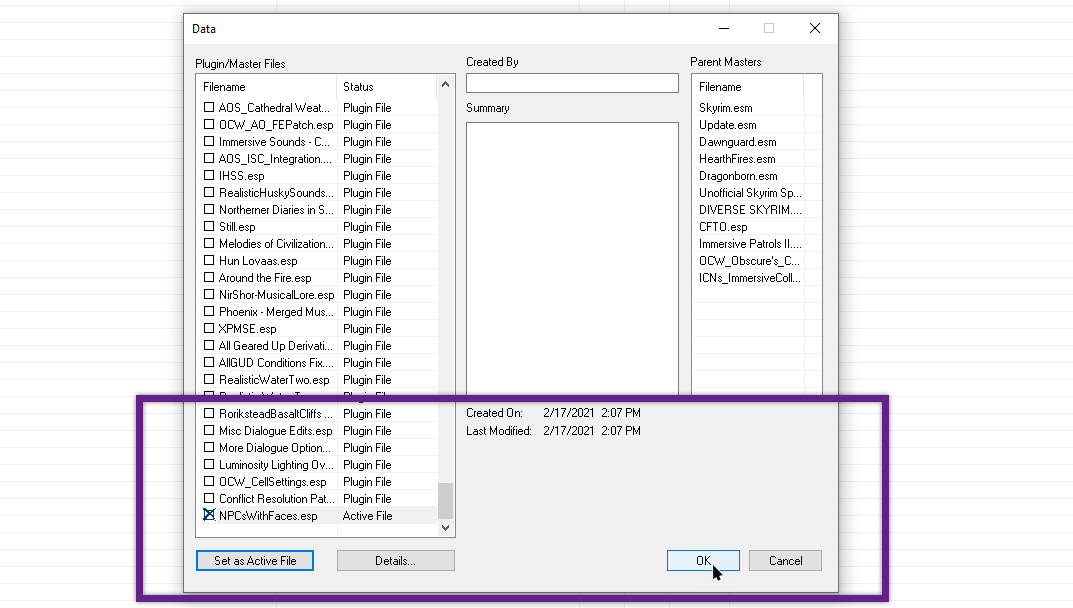 Data
Plugin/Master Files
Filename Status
AOS_Cathedral Weat... Plugin File
OCW_AO_FEPatch.esp Plugin File
Immersive Sounds - C... Plugin File
AOS_ISC_Integration.... Plugin File
IHSS.esp Plugin File
RealisticHuskySounds... Plugin File
Northerner Diaries in S... Plugin File
Still.esp Plugin File
Melodies of Civilization... Plugin File
Hun Lovaas.esp Plugin File
Around the Fire.esp Plugin File
NirShor-MusicalLore.esp Plugin File
Phoenix - Merged Mus... Plugin File
XPMSE.esp Plugin File
All Geared Up Derivati... Plugin File
AllGUD Conditions Fix.... Plugin File
RealisticWaterTwo.esp Plugin File
RoriksteadBasaltCliffs ... Plugin File
Misc Dialogue Edits.esp Plugin File
More Dialogue Option... Plugin File
Luminosity Lighting Ov... Plugin File
OCW_CellSettings.esp Plugin File
Conflict Resolution Pat... Plugin File
NPCsWithFaces.esp Active File
Set as Active File Details...
Created By
Summary
Created On: 2/17/2021 2:07 PM
Last Modified: 2/17/2021 2:07 PM
Parent Masters
Filename
Skyrim.esm
Update.esm
Dawnguard.esm
HearthFires.esm
Dragonborn.esm
Unofficial Skyrim Sp...
DIVERSE SKYRIM....
CFTO.esp
Immersive Patrols II....
OCW_Obscure's_C...
ICNs_ImmersiveColl...
OK Cancel